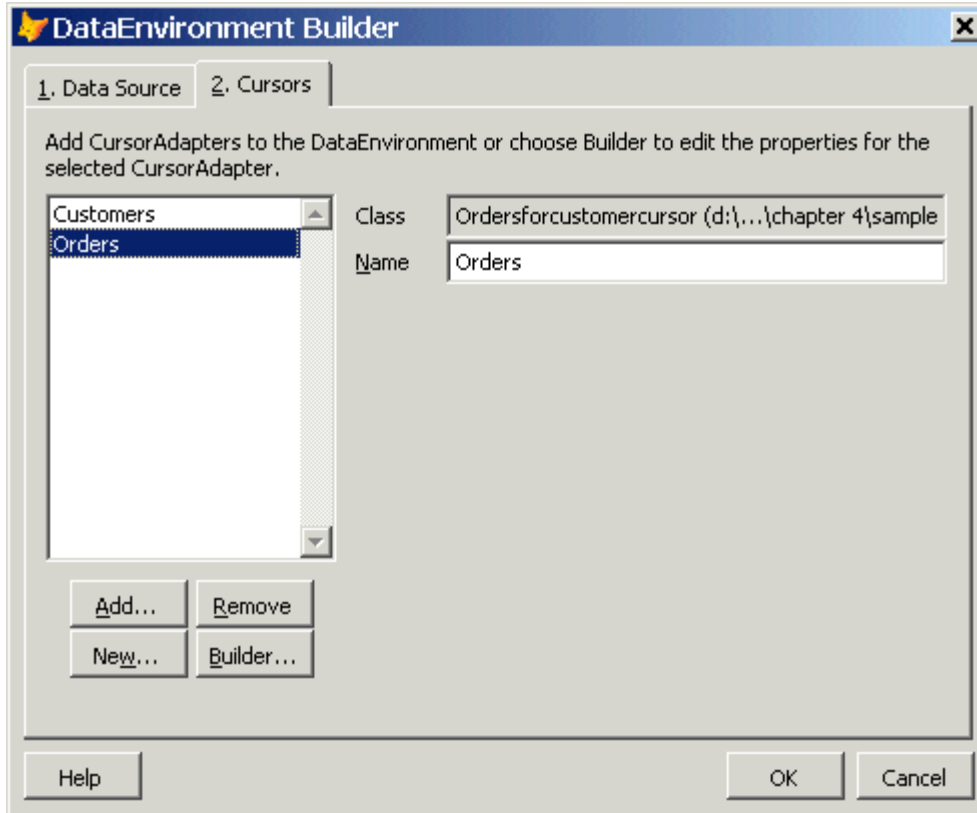 DataEnvironment Builder
1. Data Source
2. Cursors
Add CursorAdapters to the DataEnvironment or choose Builder to edit the properties for the
selected CursorAdapter.
Customers
Orders
Class
Ordersforcustomercursor (d:\...\chapter 4\sample
Name
Orders
Add...
Remove
New...
Builder...
Help
OK
Cancel